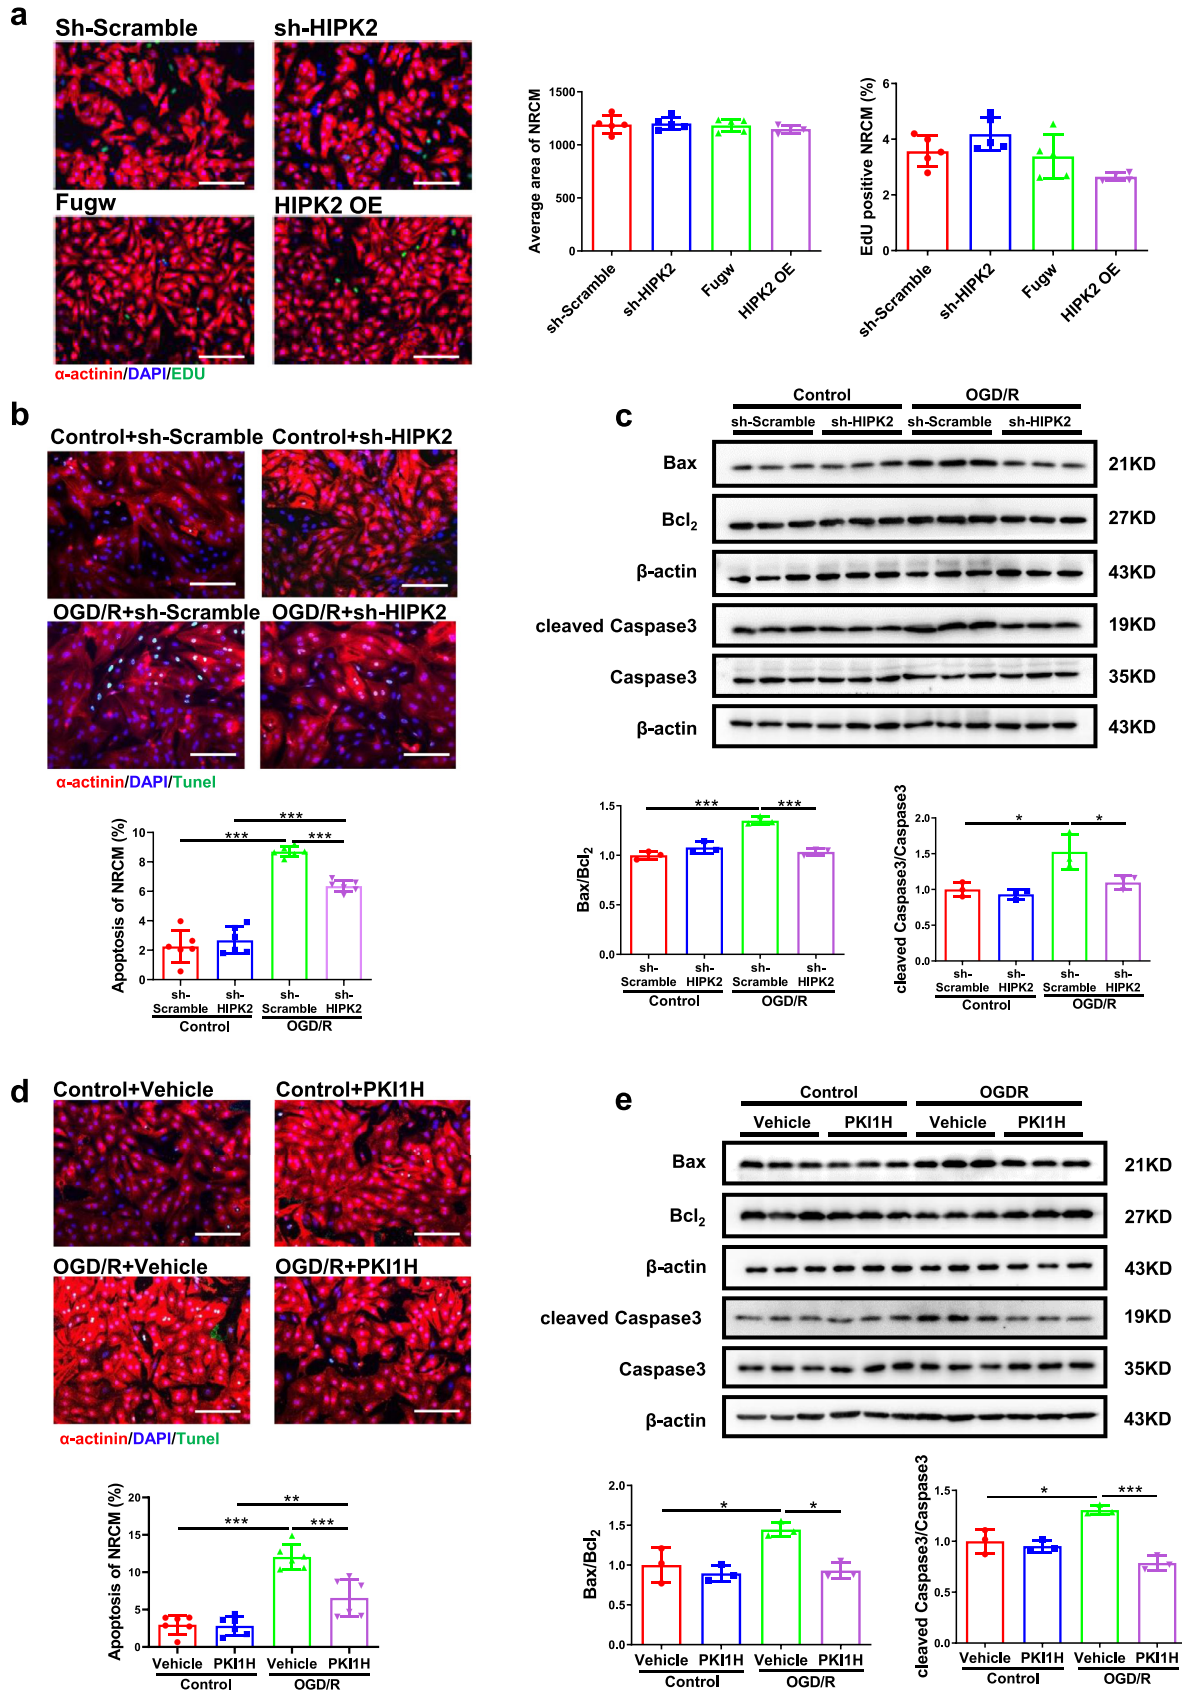 a
Sh-Scramble
sh-HIPK2
Fugw
HIPK2 OE
α-actinin/DAPI/EDU
Average area of NRCM
1500
1000
500
0
sh-Scramble
sh-HIPK2
Fugw
HIPK2 OE
EdU positive NRCM (%)
6
4
2
0
sh-Scramble
sh-HIPK2
Fugw
HIPK2 OE
b
Control+sh-Scramble
Control+sh-HIPK2
OGD/R+sh-Scramble
OGD/R+sh-HIPK2
α-actinin/DAPI/Tunel
Apoptosis of NRCM (%)
10
8
6
4
2
0
***
***
***
sh-Scramble
sh-HIPK2
sh-Scramble
sh-HIPK2
Control
OGD/R
c
Control
OGD/R
sh-Scramble
sh-HIPK2
sh-Scramble
sh-HIPK2
Bax
21KD
Bcl₂
27KD
β-actin
43KD
cleaved Caspase3
19KD
Caspase3
35KD
β-actin
43KD
Bax/Bcl₂
1.5
1.0
0.5
0.0
***
***
sh-Scramble
sh-HIPK2
sh-Scramble
sh-HIPK2
Control
OGD/R
cleaved Caspase3/Caspase3
2.0
1.5
1.0
0.5
0.0
*
*
sh-Scramble
sh-HIPK2
sh-Scramble
sh-HIPK2
Control
OGD/R
d
Control+Vehicle
Control+PKI1H
OGD/R+Vehicle
OGD/R+PKI1H
α-actinin/DAPI/Tunel
Apoptosis of NRCM (%)
20
15
10
5
0
**
***
***
Vehicle
PKI1H
Vehicle
PKI1H
Control
OGD/R
e
Control
OGDR
Vehicle
PKI1H
Vehicle
PKI1H
Bax
21KD
Bcl₂
27KD
β-actin
43KD
cleaved Caspase3
19KD
Caspase3
35KD
β-actin
43KD
Bax/Bcl₂
2.0
1.5
1.0
0.5
0.0
*
*
Vehicle
PKI1H
Vehicle
PKI1H
Control
OGD/R
cleaved Caspase3/Caspase3
1.5
1.0
0.5
0.0
*
***
Vehicle
PKI1H
Vehicle
PKI1H
Control
OGD/R